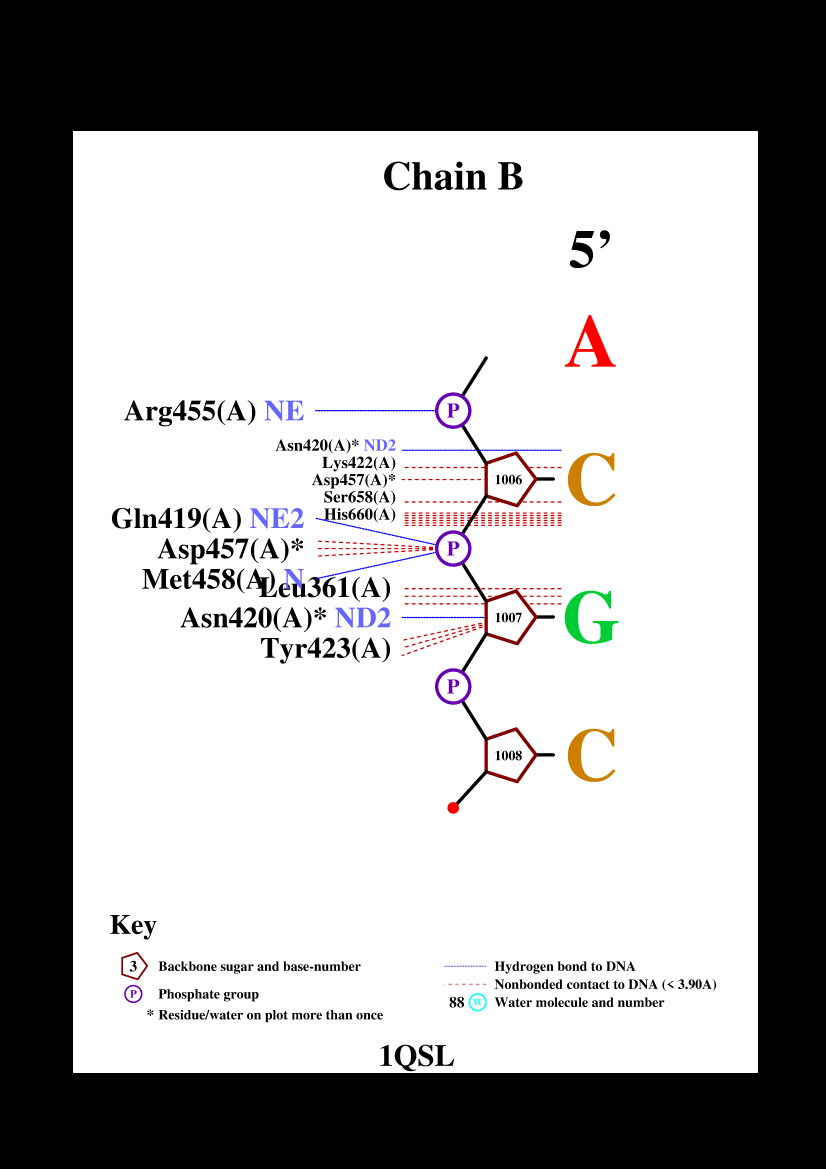 Chain B
5’
A
Arg455(A) NE
P
Asn420(A)* ND2
Lys422(A)
Asp457(A)*
1006
C
Ser658(A)
His660(A)
Gln419(A) NE2
Asp457(A)*
P
Met458(A) N
Leu361(A)
Asn420(A)* ND2
1007
G
Tyr423(A)
P
1008
C
Key
3 Backbone sugar and base-number
P Phosphate group
* Residue/water on plot more than once
Hydrogen bond to DNA
Nonbonded contact to DNA (< 3.90A)
88 W Water molecule and number
1QSL